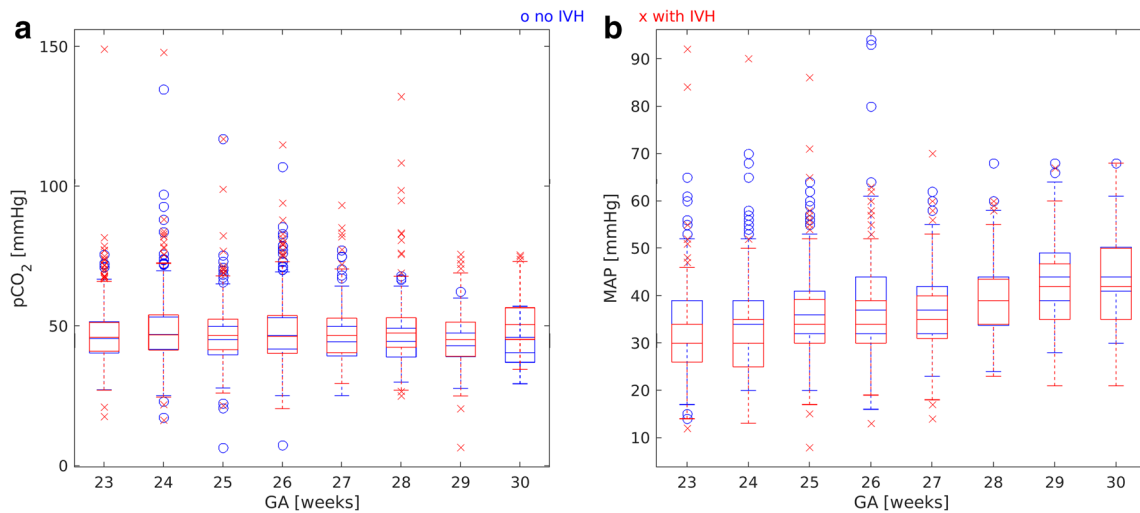 a
o no IVH
b
x with IVH
150
100
50
0
pCO2 [mmHg]
23 24 25 26 27 28 29 30
GA [weeks]
90
80
70
60
50
40
30
20
10
MAP [mmHg]
23 24 25 26 27 28 29 30
GA [weeks]